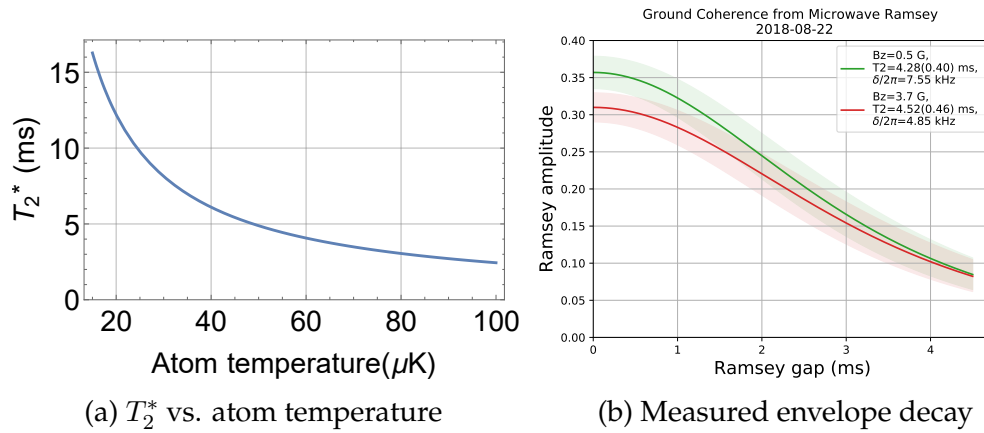 15
10
5
0
T2* (ms)
20
40
60
80
100
Atom temperature(μK)
(a) T2* vs. atom temperature
Ground Coherence from Microwave Ramsey
2018-08-22
0.40
0.35
0.30
0.25
0.20
0.15
0.10
0.05
0.00
Ramsey amplitude
Bz=0.5 G,
T2=4.28(0.40) ms,
δ/2π=7.55 kHz
Bz=3.7 G,
T2=4.52(0.46) ms,
δ/2π=4.85 kHz
0
1
2
3
4
Ramsey gap (ms)
(b) Measured envelope decay